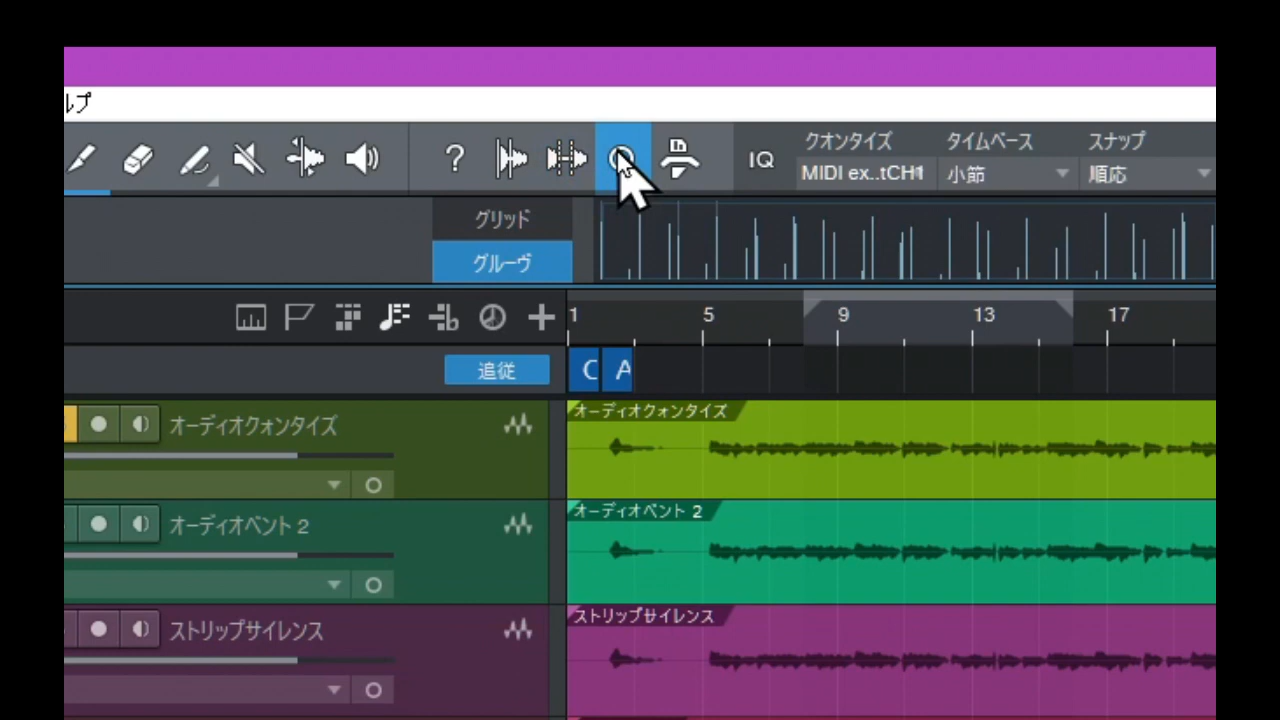 ルプ
?
IQ
クオンタイズ タイムベース スナップ
MIDI ex..tCH1 小節 順応
グリッド
グルーヴ
1 5 9 13 17
追従 C A
オーディオクォンタイズ
オーディオクォンタイズ
オーディオベント 2
オーディオベント 2
ストリップサイレンス
ストリップサイレンス